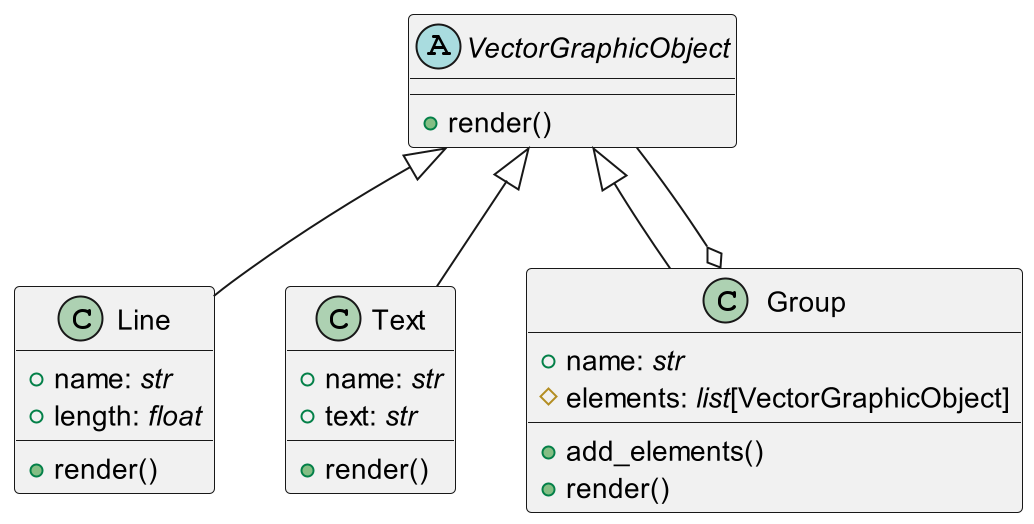 A VectorGraphicObject
render()
C Line
name: str
length: float
render()
C Text
name: str
text: str
render()
C Group
name: str
elements: list[VectorGraphicObject]
add_elements()
render()